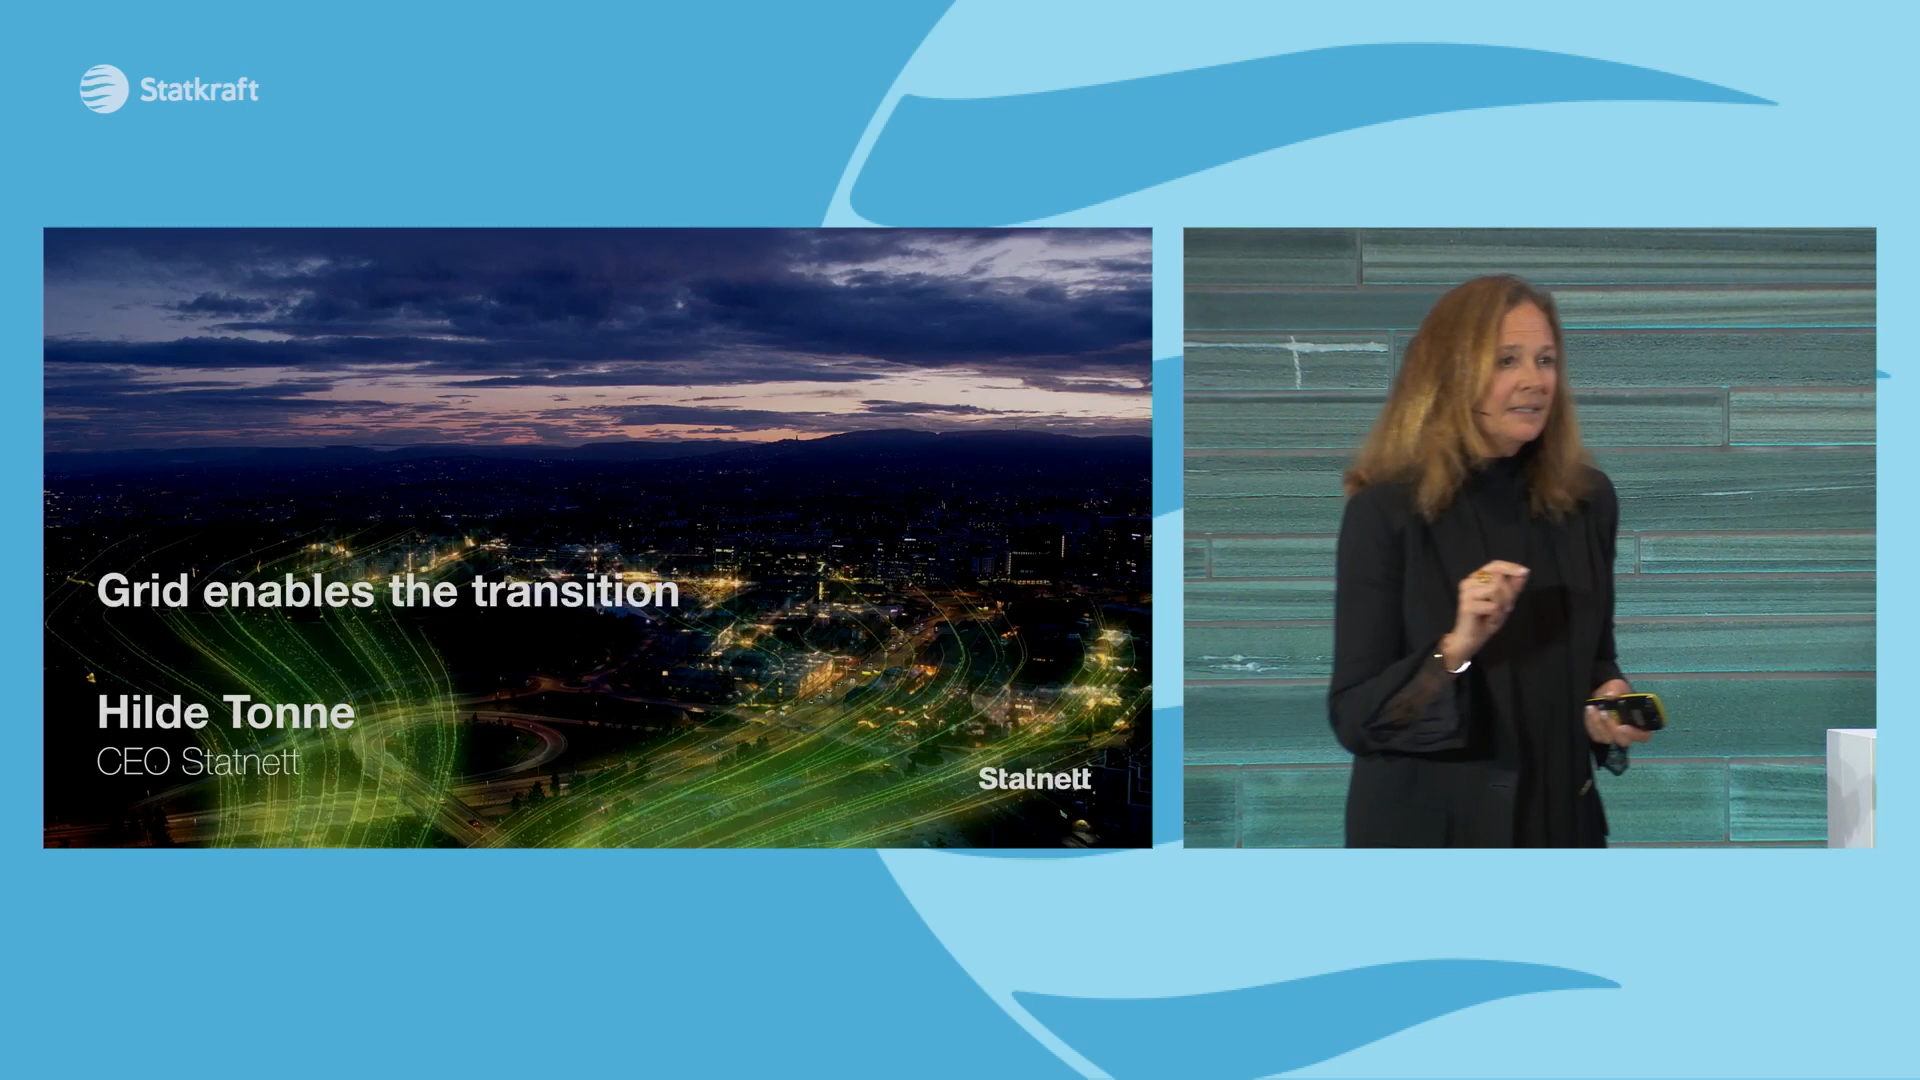 Statkraft
Grid enables the transition
Hilde Tonne
CEO Statnett
Statnett